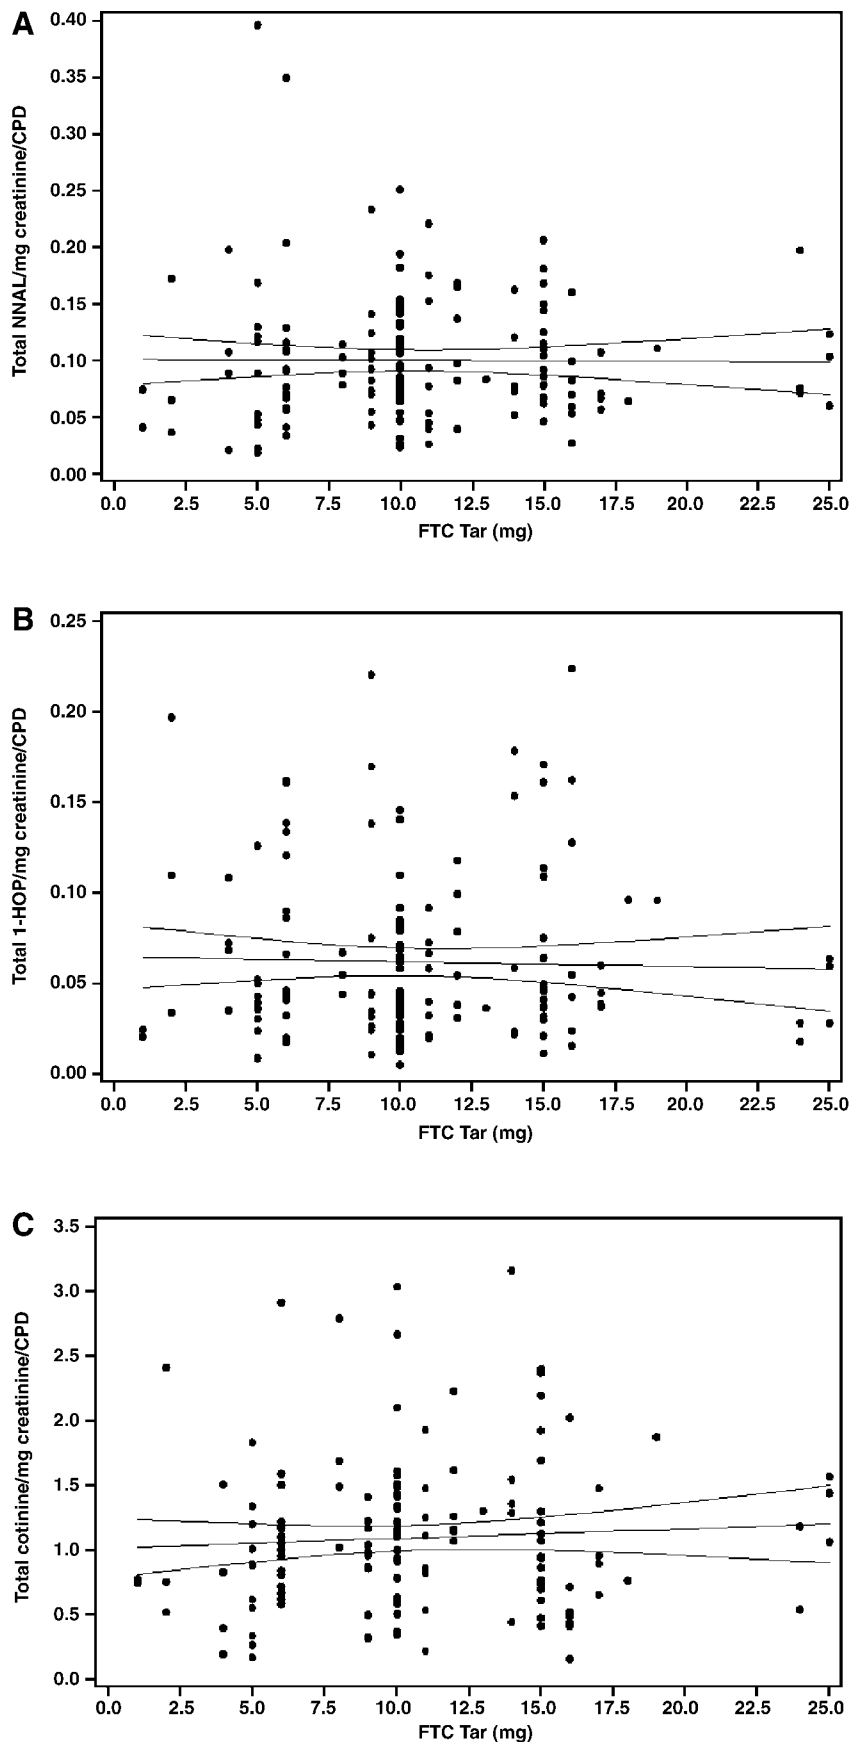 A
Total NNAL/mg creatinine/CPD
0.40
0.35
0.30
0.25
0.20
0.15
0.10
0.05
0.00
0.0 2.5 5.0 7.5 10.0 12.5 15.0 17.5 20.0 22.5 25.0
FTC Tar (mg)
B
Total 1-HOP/mg creatinine/CPD
0.25
0.20
0.15
0.10
0.05
0.00
0.0 2.5 5.0 7.5 10.0 12.5 15.0 17.5 20.0 22.5 25.0
FTC Tar (mg)
C
Total cotinine/mg creatinine/CPD
3.5
3.0
2.5
2.0
1.5
1.0
0.5
0.0
0.0 2.5 5.0 7.5 10.0 12.5 15.0 17.5 20.0 22.5 25.0
FTC Tar (mg)